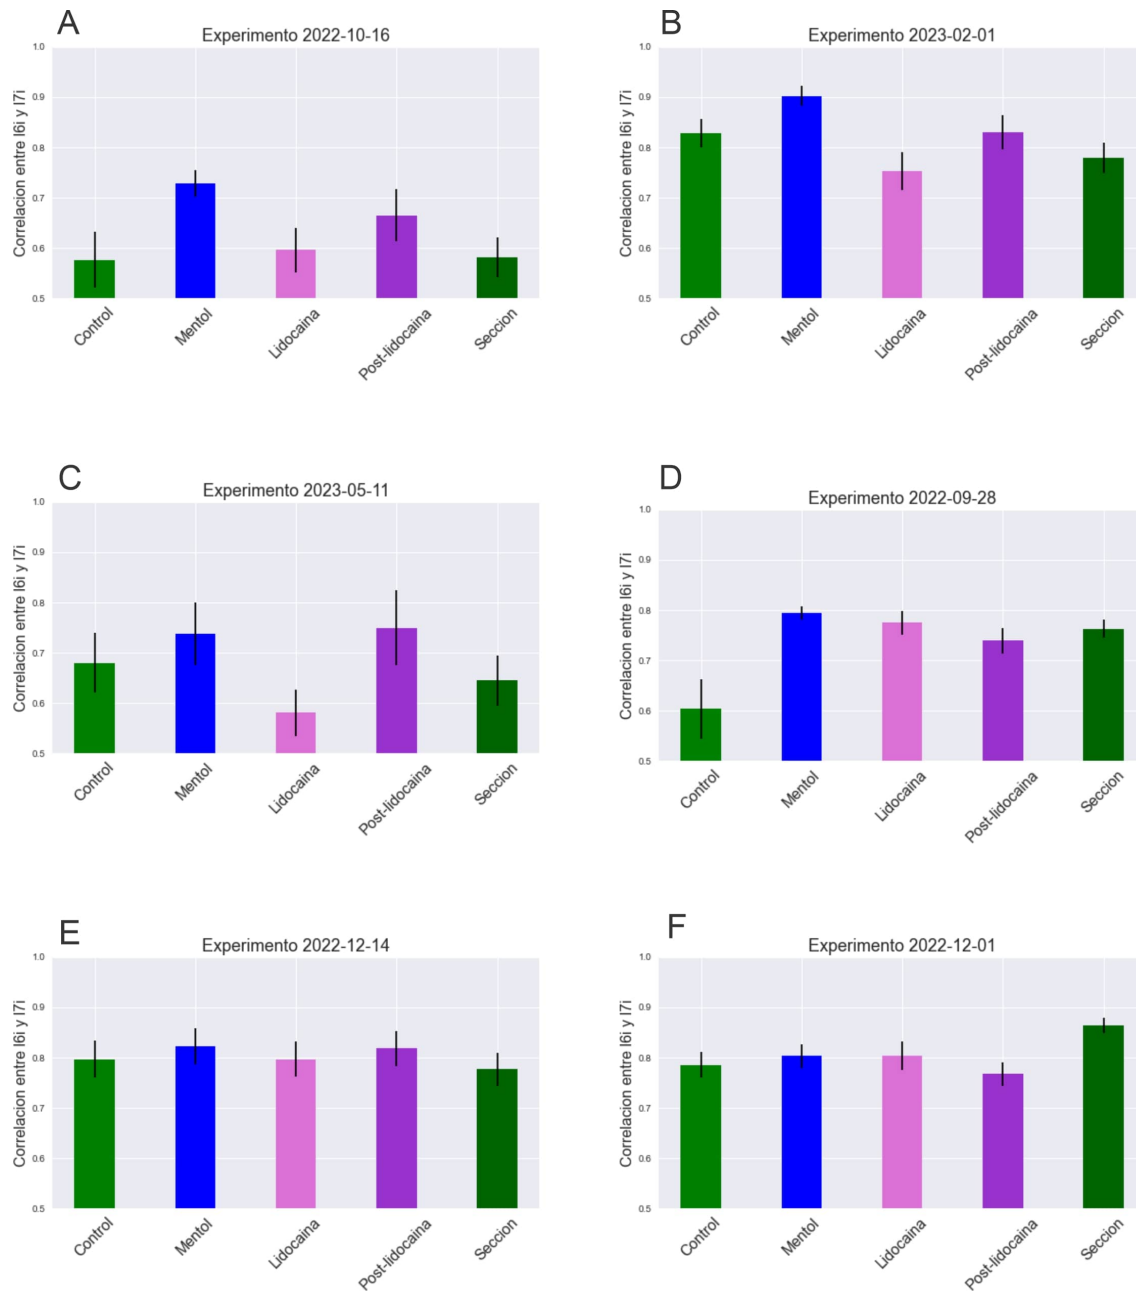 A
Experimento 2022-10-16
Correlacion entre l6i y l7i
1.0
0.9
0.8
0.7
0.6
0.5
Control
Mentol
Lidocaina
Post-lidocaina
Seccion
B
Experimento 2023-02-01
Correlacion entre l6i y l7i
1.0
0.9
0.8
0.7
0.6
0.5
Control
Mentol
Lidocaina
Post-lidocaina
Seccion
C
Experimento 2023-05-11
Correlacion entre l6i y l7i
1.0
0.9
0.8
0.7
0.6
0.5
Control
Mentol
Lidocaina
Post-lidocaina
Seccion
D
Experimento 2022-09-28
Correlacion entre l6i y l7i
1.0
0.9
0.8
0.7
0.6
0.5
Control
Mentol
Lidocaina
Post-lidocaina
Seccion
E
Experimento 2022-12-14
Correlacion entre l6i y l7i
1.0
0.9
0.8
0.7
0.6
0.5
Control
Mentol
Lidocaina
Post-lidocaina
Seccion
F
Experimento 2022-12-01
Correlacion entre l6i y l7i
1.0
0.9
0.8
0.7
0.6
0.5
Control
Mentol
Lidocaina
Post-lidocaina
Seccion